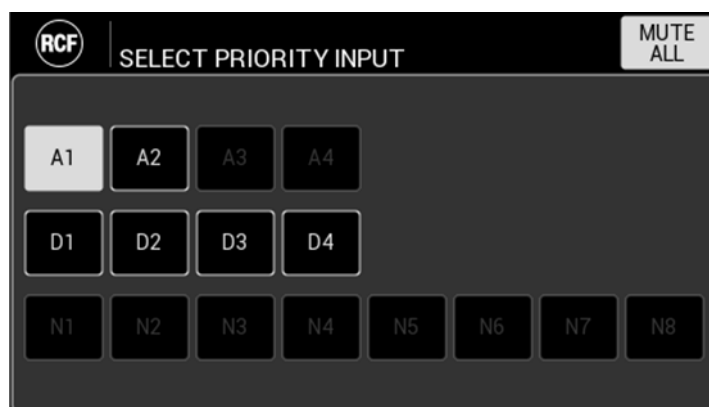 RCF
SELECT PRIORITY INPUT
MUTE
ALL
A1 A2 A3 A4
D1 D2 D3 D4
N1 N2 N3 N4 N5 N6 N7 N8